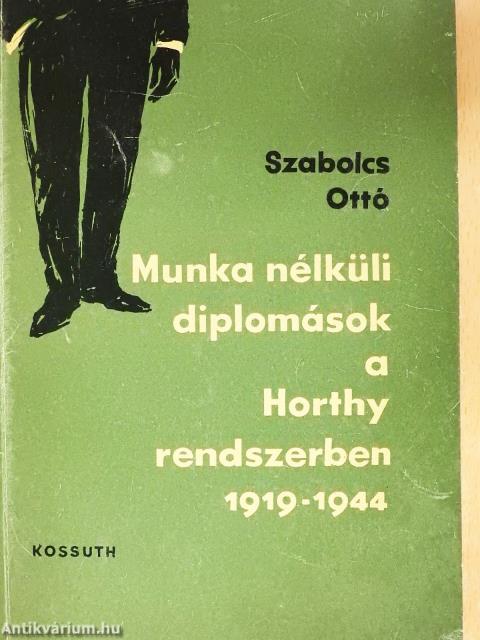 Szabolcs
Ottó
Munka nélküli
diplomások
a
Horthy
rendszerben
1919-1944
KOSSUTH
Antikvárium.hu